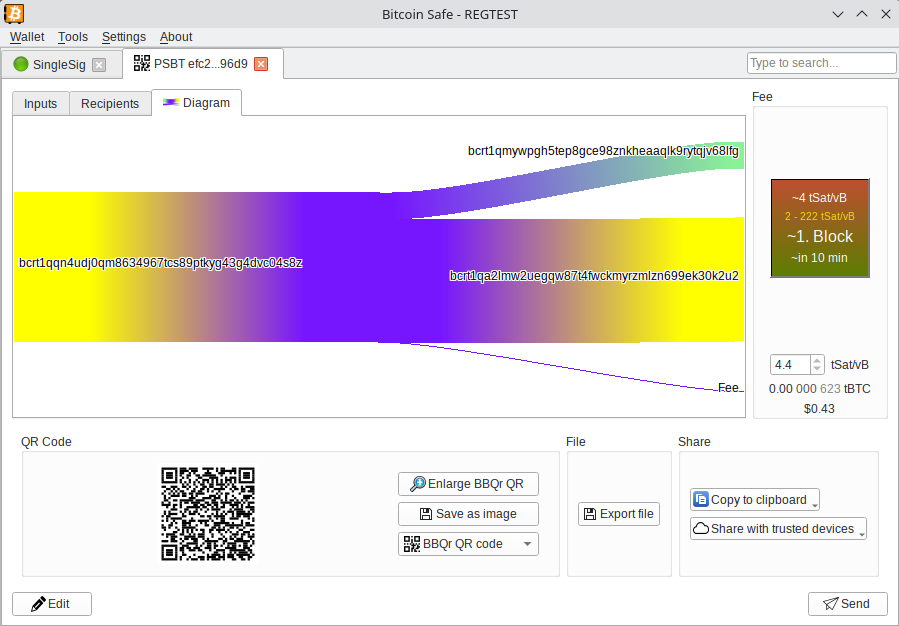 Bitcoin Safe - REGTEST
Wallet Tools Settings About
SingleSig PSBT efc2...96d9 Type to search...
Inputs Recipients Diagram
Fee
bcrt1qmywpgh5tep8gce98znkheaaqlk9rytqjv68lfg
bcrt1qqn4udj0qm8634967tcs89ptkyg43g4dvc04s8z
bcrt1qa2lmw2uegqw87t4fwckmyrzmlzn699ek30k2u2
Fee
~4 tSat/vB
2 - 222 tSat/vB
~1. Block
~in 10 min
4.4 tSat/vB
0.00 000 623 tBTC
$0.43
QR Code
Enlarge BBQr QR
Save as image
BBQr QR code
File
Export file
Share
Copy to clipboard
Share with trusted devices
Edit
Send